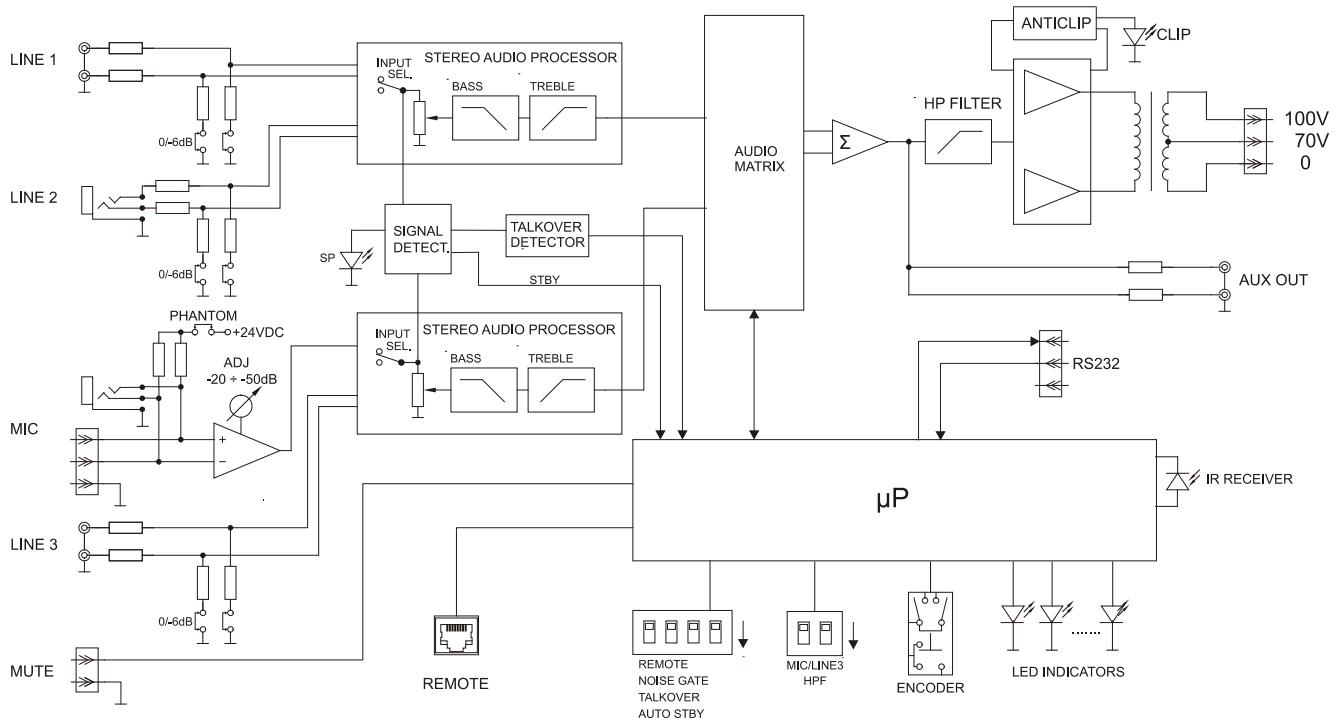 LINE 1
0/-6dB
LINE 2
0/-6dB
PHANTOM
+24VDC
ADJ
-20 ÷ -50dB
MIC
+
−
LINE 3
0/-6dB
MUTE
STEREO AUDIO PROCESSOR
INPUT
SEL.
BASS
TREBLE
SP
SIGNAL
DETECT.
TALKOVER
DETECTOR
STBY
STEREO AUDIO PROCESSOR
INPUT
SEL.
BASS
TREBLE
AUDIO
MATRIX
Σ
HP FILTER
ANTICLIP
CLIP
100V
70V
0
AUX OUT
RS232
µP
IR RECEIVER
REMOTE
REMOTE
NOISE GATE
TALKOVER
AUTO STBY
MIC/LINE3
HPF
ENCODER
LED INDICATORS